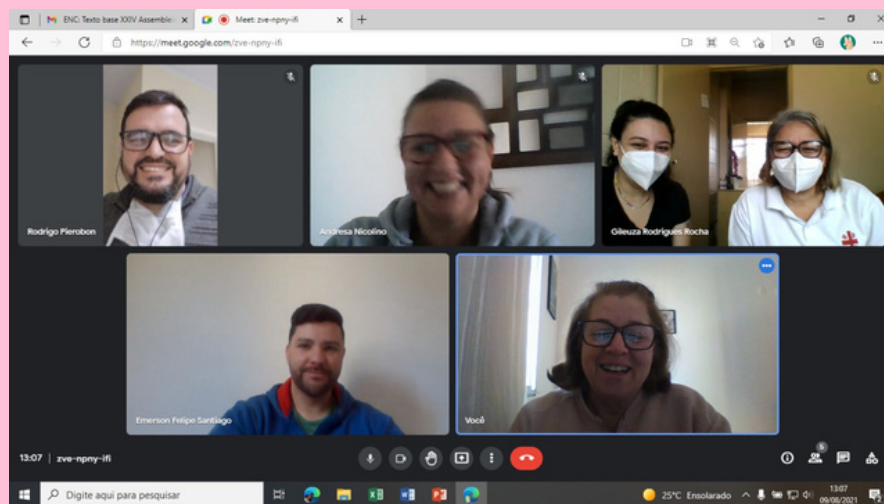 ENC: Texto base XXIV Assemble
Meet: zve-npny-ifi
https://meet.google.com/zve-npny-ifi
Rodrigo Pierobon
Andresa Nicolino
Gileuza Rodrigues Rocha
Emerson Felipe Santiago
Você
13:07 | zve-npny-ifi
5
Digite aqui para pesquisar
25°C Ensolarado
13:07
09/08/2021
2